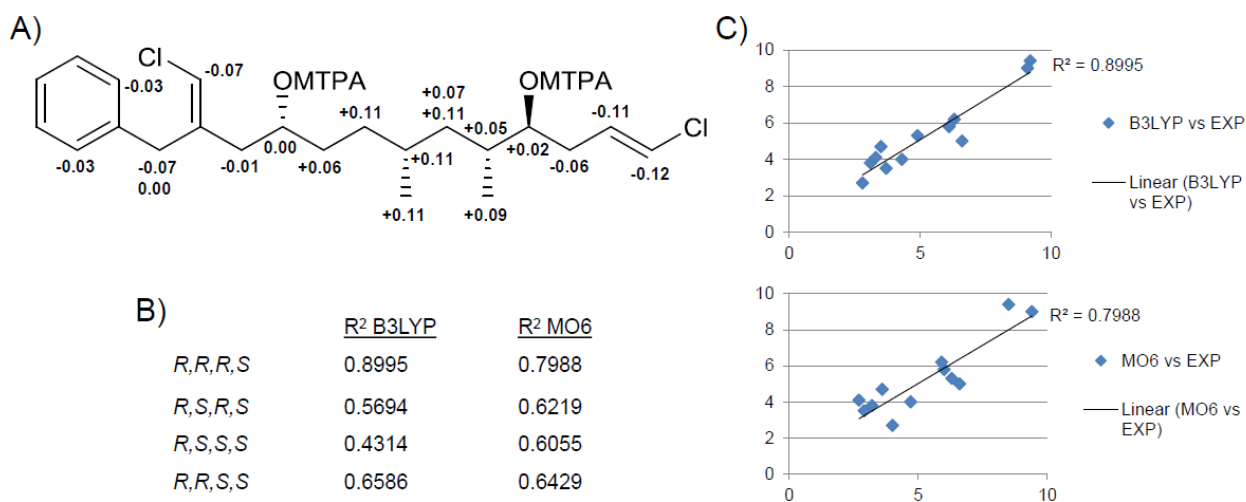 A)
Cl
-0.07
-0.03
OMTPA
OMTPA
+0.07
+0.11
+0.11
+0.05
-0.11
Cl
-0.03
-0.07
0.00
-0.01
0.00
+0.06
+0.11
+0.02
-0.06
-0.12
+0.11
+0.09
B)
R² B3LYP R² MO6
R,R,R,S 0.8995 0.7988
R,S,R,S 0.5694 0.6219
R,S,S,S 0.4314 0.6055
R,R,S,S 0.6586 0.6429
C)
10
8
6
4
2
0
0 5 10
R² = 0.8995
B3LYP vs EXP
Linear (B3LYP
vs EXP)
10
8
6
4
2
0
0 5 10
R² = 0.7988
MO6 vs EXP
Linear (MO6 vs
EXP)